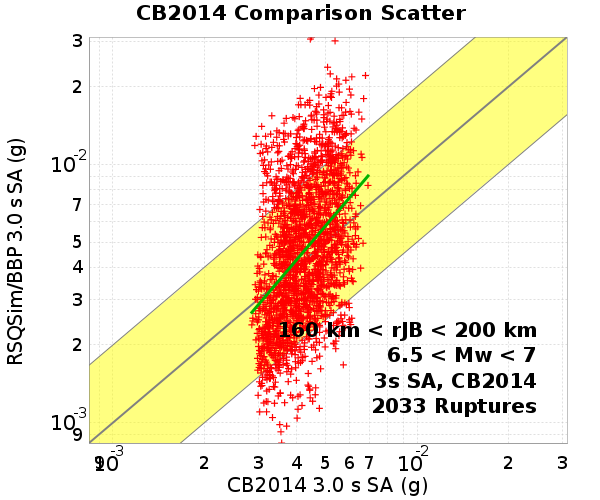 CB2014 Comparison Scatter
3
2
10-2
7
5
4
3
2
10-3
9
RSQSim/BBP 3.0 s SA (g)
160 km < rJB < 200 km
6.5 < Mw < 7
3s SA, CB2014
2033 Ruptures
9 10-3 2 3 4 5 6 7 10-2 2 3
CB2014 3.0 s SA (g)